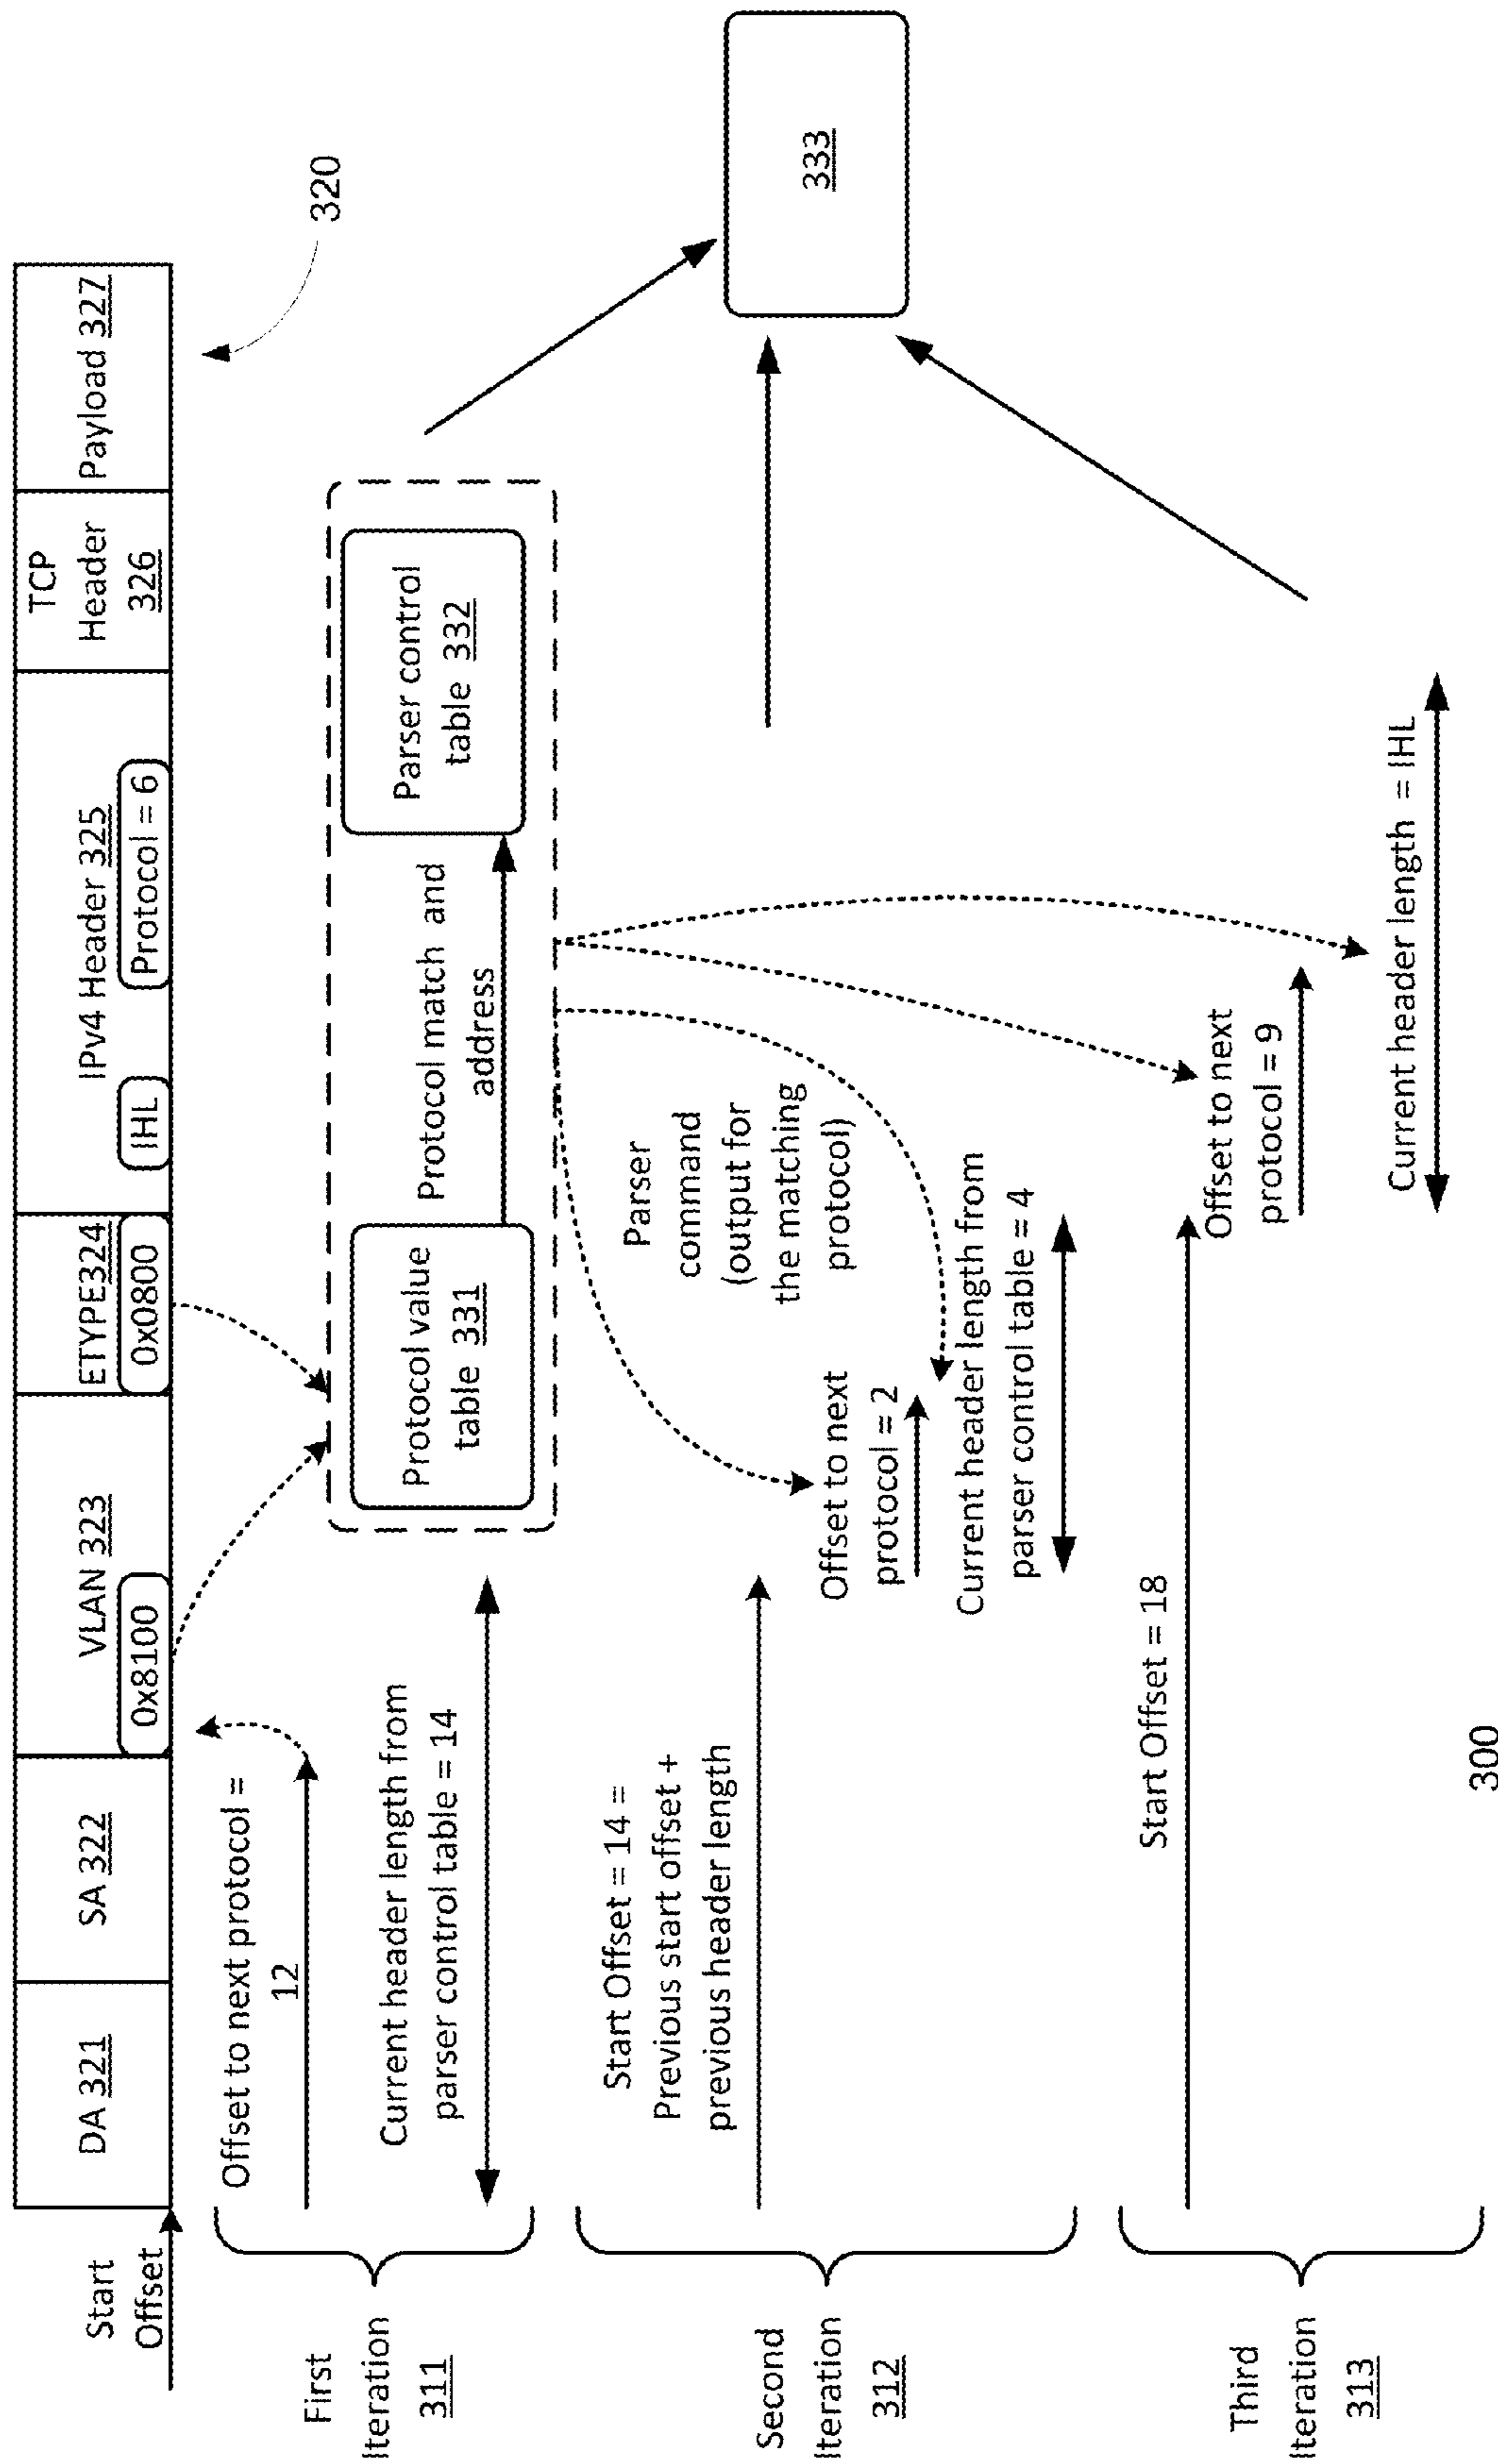 Start
Offset
DA 321
SA 322
VLAN 323
0x8100
ETYPE324
0x0800
IPv4 Header 325
IHL
Protocol = 6
TCP
Header
326
Payload 327
320
First
Iteration
311
Offset to next protocol =
12
Current header length from
parser control table = 14
Protocol value
table 331
Protocol match and
address
Parser control
table 332
333
Second
Iteration
312
Start Offset = 14 =
Previous start offset +
previous header length
Parser
command
(output for
the matching
protocol)
Offset to next
protocol = 2
Current header length from
parser control table = 4
Third
Iteration
313
Start Offset = 18
Offset to next
protocol = 9
Current header length = IHL
300